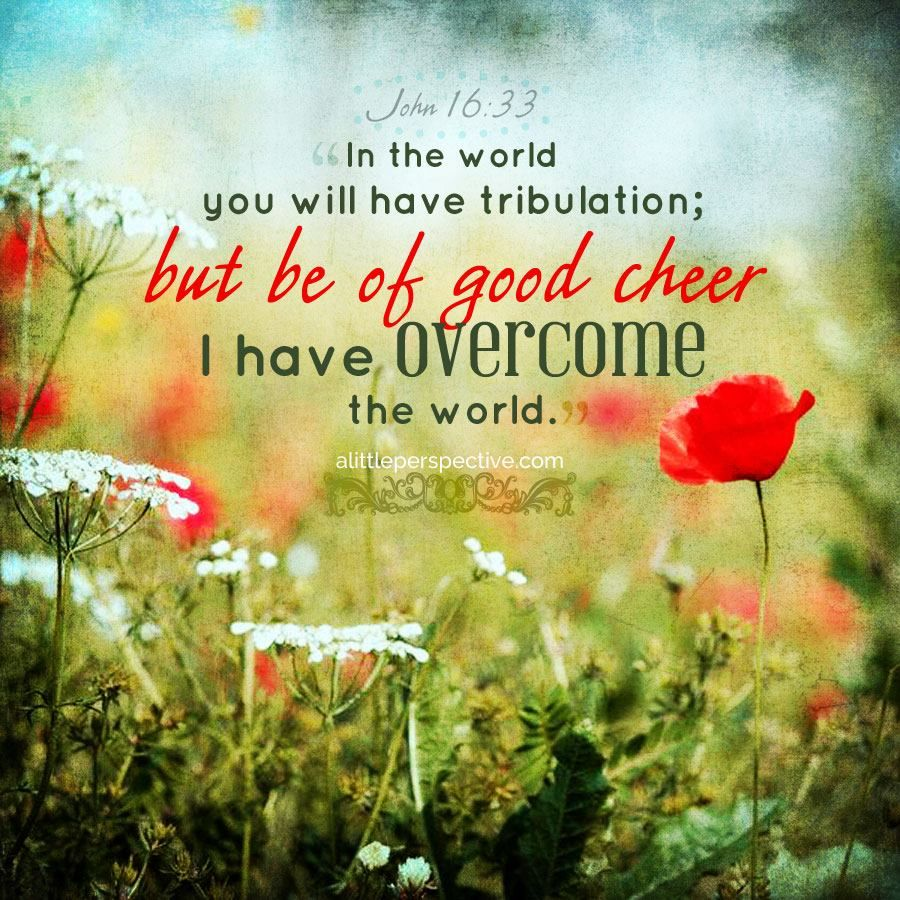 John 16:33
“In the world
you will have tribulation;
but be of good cheer
I have overcome
the world.”
alittleperspective.com